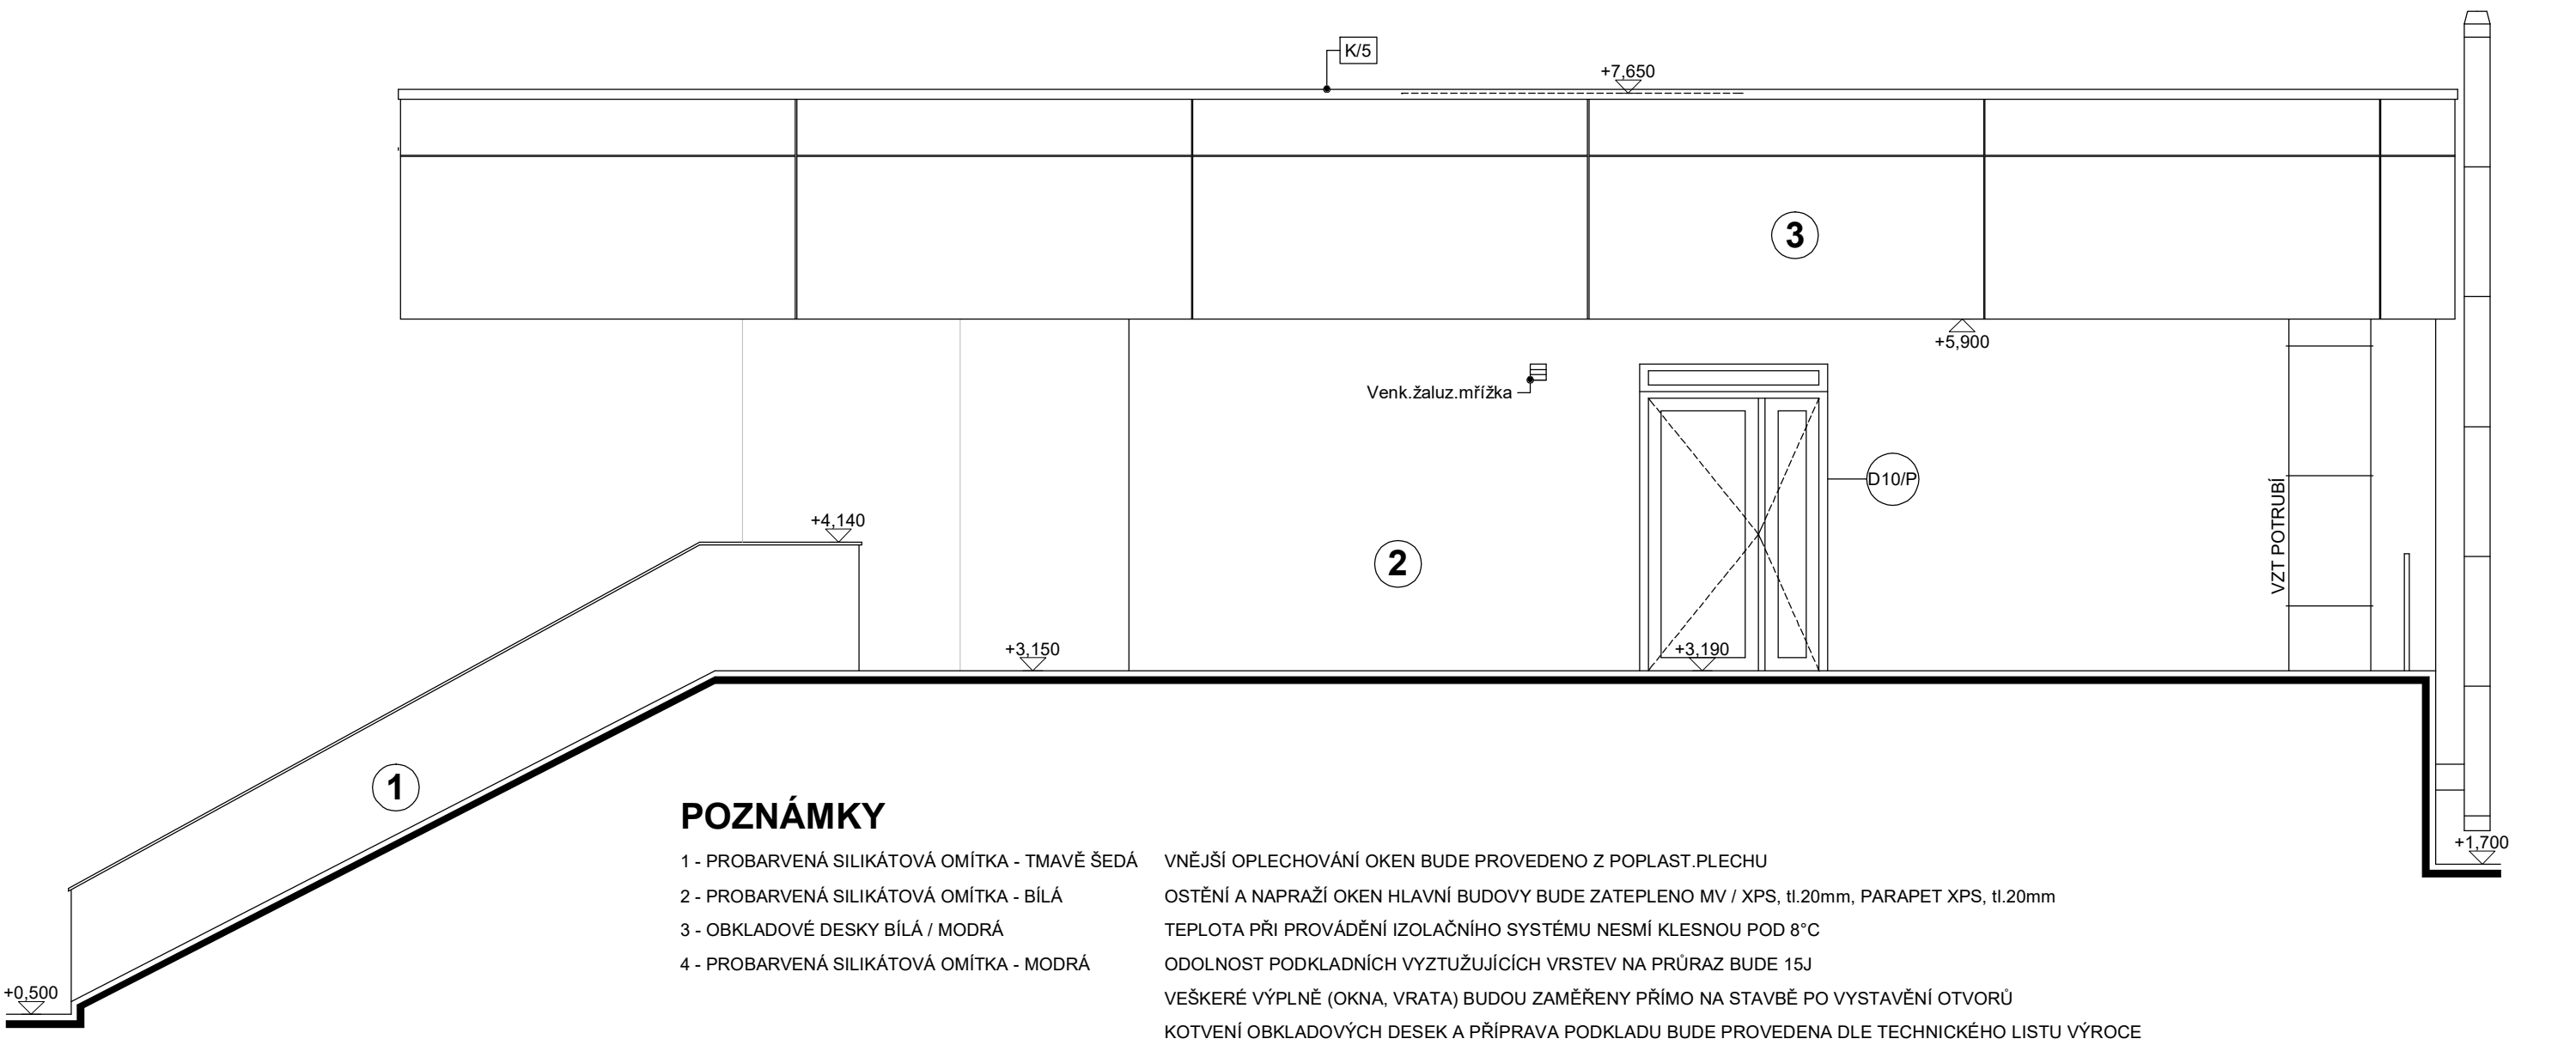 K/5
+7,650
3
+5,900
Venk.žaluz.mřížka
D10/P
VZT POTRUBÍ
+4,140
2
+3,150
+3,190
1
+1,700
+0,500
POZNÁMKY
1 - PROBARVENÁ SILIKÁTOVÁ OMÍTKA - TMAVĚ ŠEDÁ
2 - PROBARVENÁ SILIKÁTOVÁ OMÍTKA - BÍLÁ
3 - OBKLADOVÉ DESKY BÍLÁ / MODRÁ
4 - PROBARVENÁ SILIKÁTOVÁ OMÍTKA - MODRÁ
VNĚJŠÍ OPLECHOVÁNÍ OKEN BUDE PROVEDENO Z POPLAST.PLECHU
OSTĚNÍ A NAPRAŽÍ OKEN HLAVNÍ BUDOVY BUDE ZATEPLENO MV / XPS, tl.20mm, PARAPET XPS, tl.20mm
TEPLOTA PŘI PROVÁDĚNÍ IZOLAČNÍHO SYSTÉMU NESMÍ KLESNOU POD 8°C
ODOLNOST PODKLADNÍCH VYZTUŽUJÍCÍCH VRSTEV NA PRŮRAZ BUDE 15J
VEŠKERÉ VÝPLNĚ (OKNA, VRATA) BUDOU ZAMĚŘENY PŘÍMO NA STAVBĚ PO VYSTAVĚNÍ OTVORŮ
KOTVENÍ OBKLADOVÝCH DESEK A PŘÍPRAVA PODKLADU BUDE PROVEDENA DLE TECHNICKÉHO LISTU VÝROCE